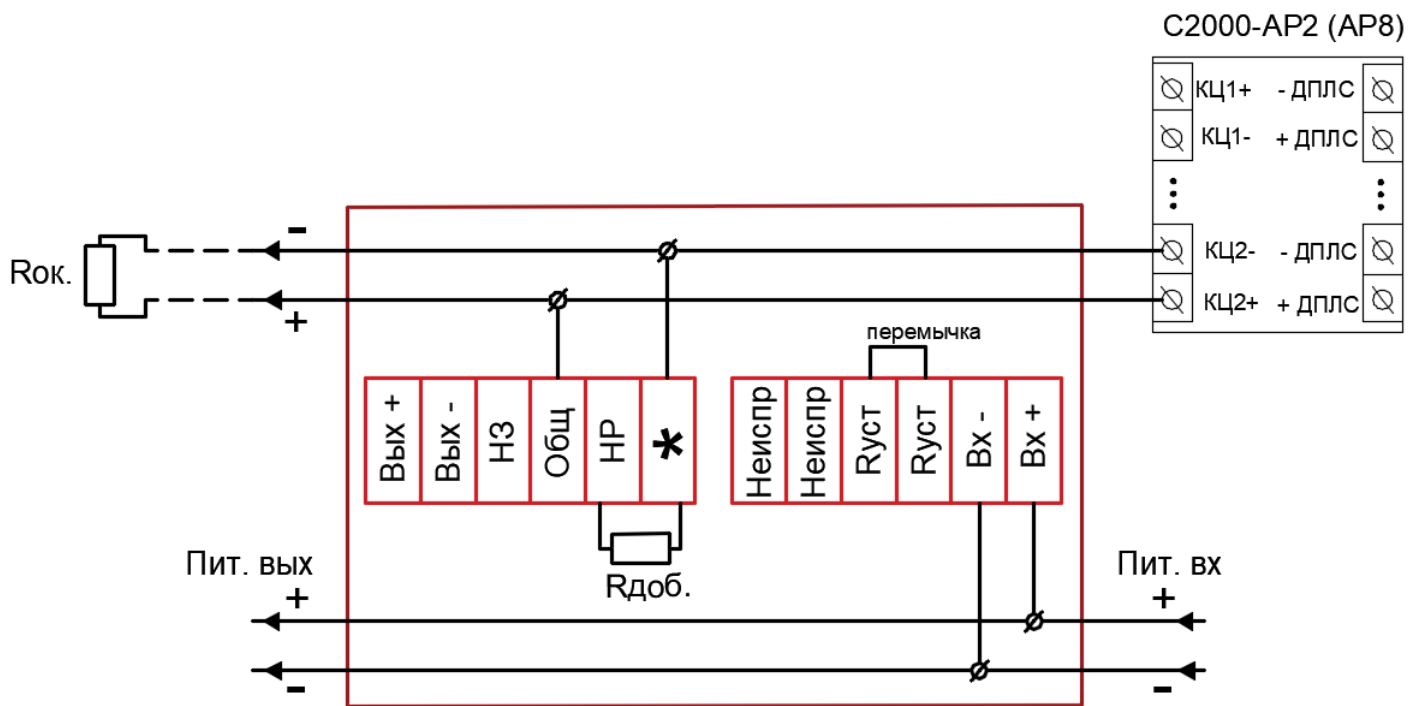 С2000-АР2 (АР8)
КЦ1+ - ДПЛС
КЦ1- + ДПЛС
КЦ2- - ДПЛС
КЦ2+ + ДПЛС
-
Rок.
+
перемычка
Вых +
Вых -
НЗ
Общ
НР
*
Неиспр
Неиспр
Rуст
Rуст
Вх -
Вх +
Rдоб.
Пит. вых
+
-
Пит. вх
+
-